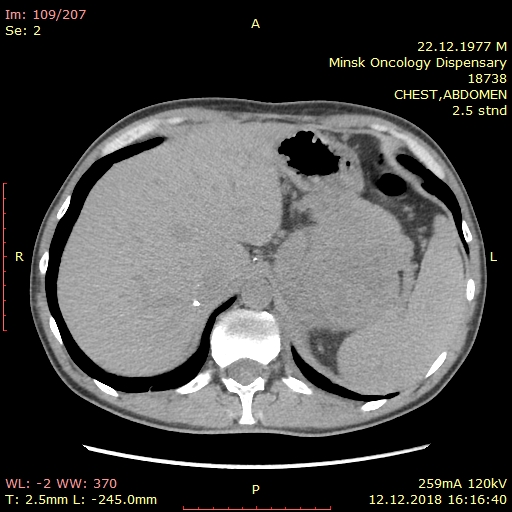 Im: 109/207
Se: 2
A
22.12.1977 M
Minsk Oncology Dispensary
18738
CHEST,ABDOMEN
2.5 stnd
R
L
WL: -2 WW: 370
T: 2.5mm L: -245.0mm
P
259mA 120kV
12.12.2018 16:16:40